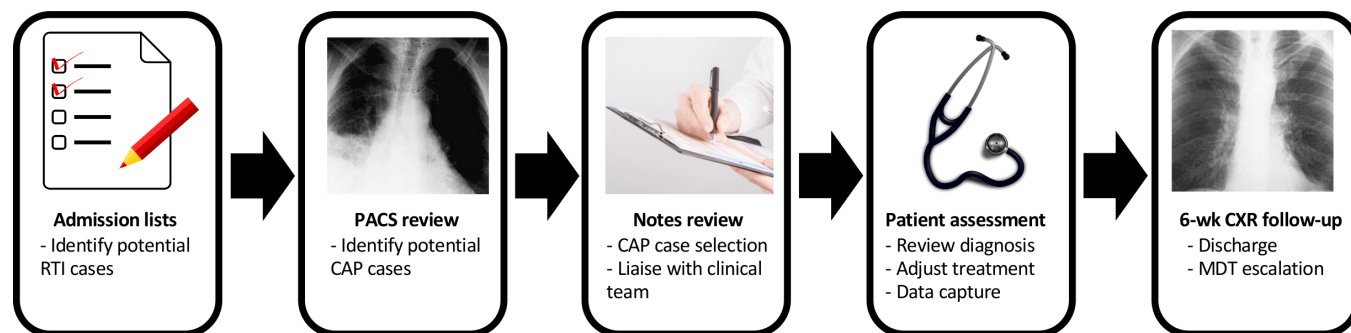 Admission lists
- Identify potential
RTI cases
PACS review
- Identify potential
CAP cases
Notes review
- CAP case selection
- Liaise with clinical
team
Patient assessment
- Review diagnosis
- Adjust treatment
- Data capture
6-wk CXR follow-up
- Discharge
- MDT escalation